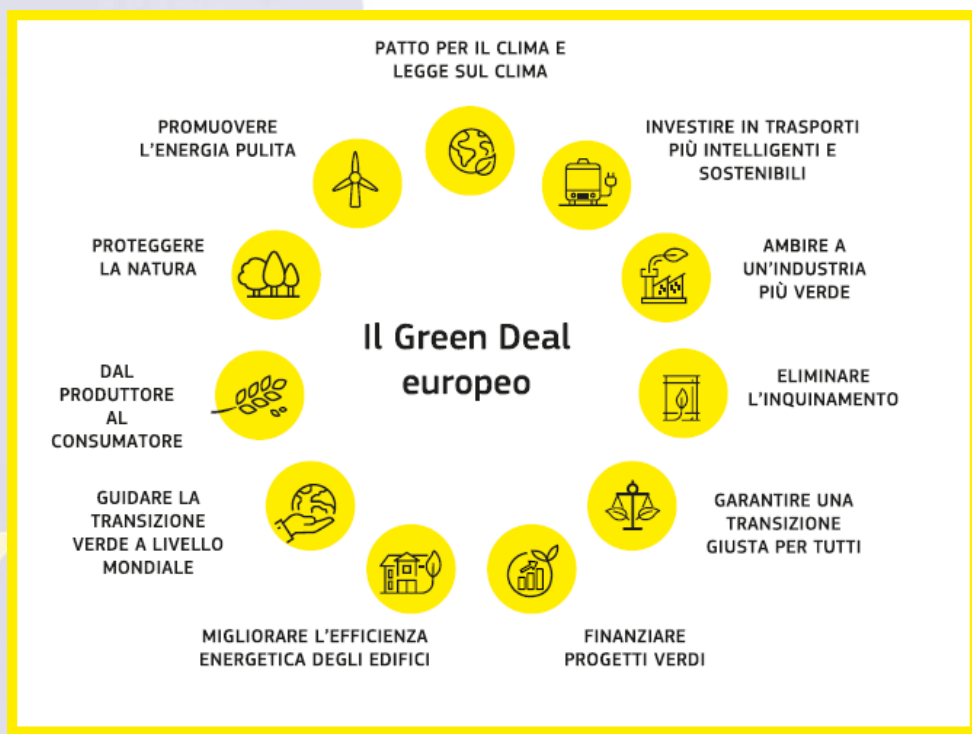 PATTO PER IL CLIMA E
LEGGE SUL CLIMA
INVESTIRE IN TRASPORTI
PIÙ INTELLIGENTI E
SOSTENIBILI
AMBIRE A
UN'INDUSTRIA
PIÙ VERDE
ELIMINARE
L'INQUINAMENTO
GARANTIRE UNA
TRANSIZIONE
GIUSTA PER TUTTI
FINANZIARE
PROGETTI VERDI
MIGLIORARE L'EFFICIENZA
ENERGETICA DEGLI EDIFICI
GUIDARE LA
TRANSIZIONE
VERDE A LIVELLO
MONDIALE
DAL
PRODUTTORE
AL
CONSUMATORE
PROTEGGERE
LA NATURA
PROMUOVERE
L'ENERGIA PULITA
Il Green Deal
europeo